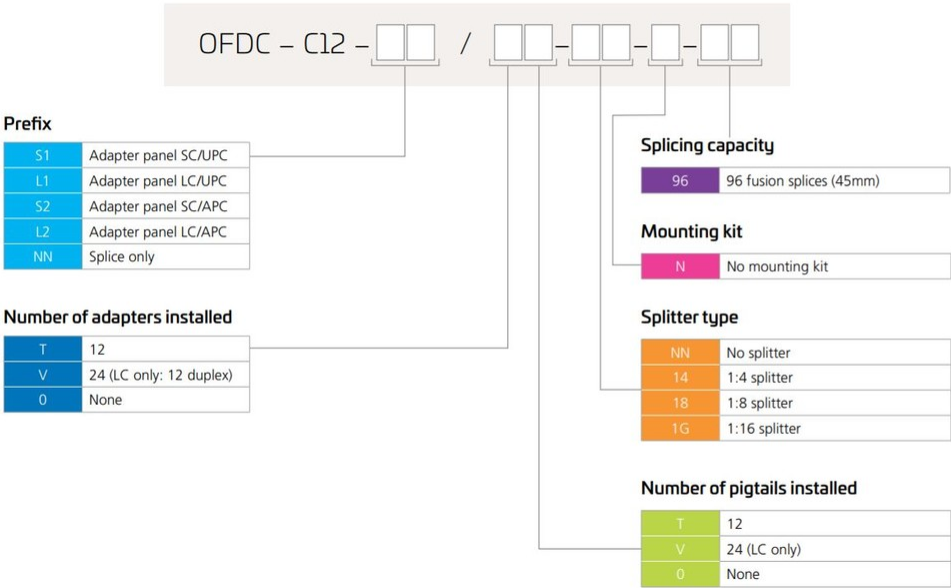 OFDC – C12 – / – – –
Prefix
S1 Adapter panel SC/UPC
L1 Adapter panel LC/UPC
S2 Adapter panel SC/APC
L2 Adapter panel LC/APC
NN Splice only
Number of adapters installed
T 12
V 24 (LC only: 12 duplex)
0 None
Splicing capacity
96 96 fusion splices (45mm)
Mounting kit
N No mounting kit
Splitter type
NN No splitter
14 1:4 splitter
18 1:8 splitter
1G 1:16 splitter
Number of pigtails installed
T 12
V 24 (LC only)
0 None